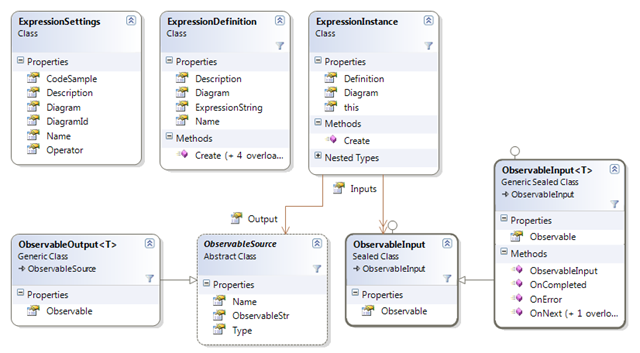 ExpressionSettings
Class
Properties
CodeSample
Description
Diagram
DiagramId
Name
Operator
ExpressionDefinition
Class
Properties
Description
Diagram
ExpressionString
Name
Methods
Create (+ 4 overloa...
ExpressionInstance
Class
Properties
Definition
Diagram
this
Methods
Create
Nested Types
Inputs
Output
ObservableOutput<T>
Generic Class
ObservableSource
Properties
Observable
ObservableSource
Abstract Class
Properties
Name
ObservableStr
Type
ObservableInput
Sealed Class
ObservableInput
Properties
Observable
ObservableInput<T>
Generic Sealed Class
ObservableInput
Properties
Observable
Methods
ObservableInput
OnCompleted
OnError
OnNext (+ 1 overlo...